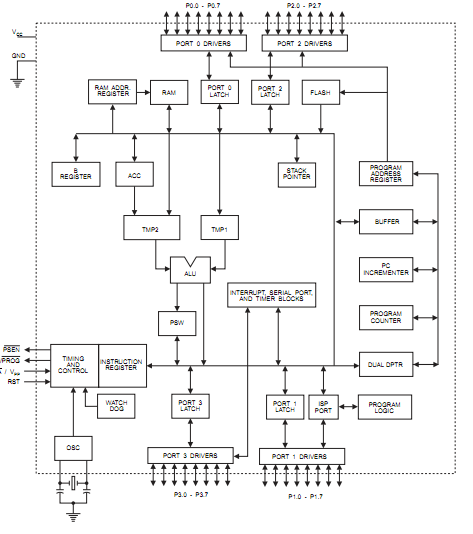 P0.0 - P0.7
P2.0 - P2.7
VCC
PORT 0 DRIVERS
PORT 2 DRIVERS
GND
RAM ADDR.
REGISTER
RAM
PORT 0
LATCH
PORT 2
LATCH
FLASH
B
REGISTER
ACC
STACK
POINTER
PROGRAM
ADDRESS
REGISTER
TMP2
TMP1
BUFFER
ALU
PC
INCREMENTER
INTERRUPT, SERIAL PORT,
AND TIMER BLOCKS
PSW
PROGRAM
COUNTER
PSEN
/PROG
/ VPP
RST
TIMING
AND
CONTROL
INSTRUCTION
REGISTER
DUAL DPTR
WATCH
DOG
PORT 3
LATCH
PORT 1
LATCH
ISP
PORT
PROGRAM
LOGIC
OSC
PORT 3 DRIVERS
PORT 1 DRIVERS
P3.0 - P3.7
P1.0 - P1.7